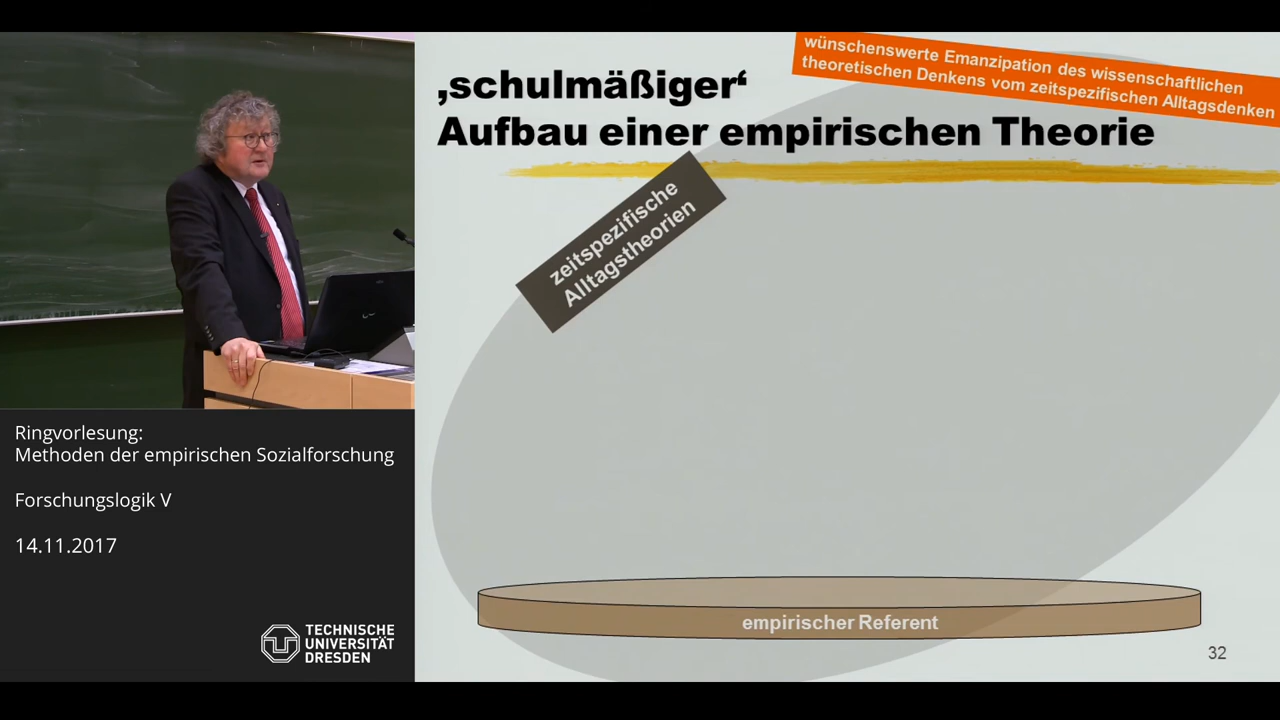 wünschenswerte Emanzipation des wissenschaftlichen
theoretischen Denkens vom zeitspezifischen Alltagsdenken
‚schulmäßiger‘
Aufbau einer empirischen Theorie
zeitspezifische
Alltagstheorien
empirischer Referent
32
Ringvorlesung:
Methoden der empirischen Sozialforschung
Forschungslogik V
14.11.2017
TECHNISCHE
UNIVERSITÄT
DRESDEN